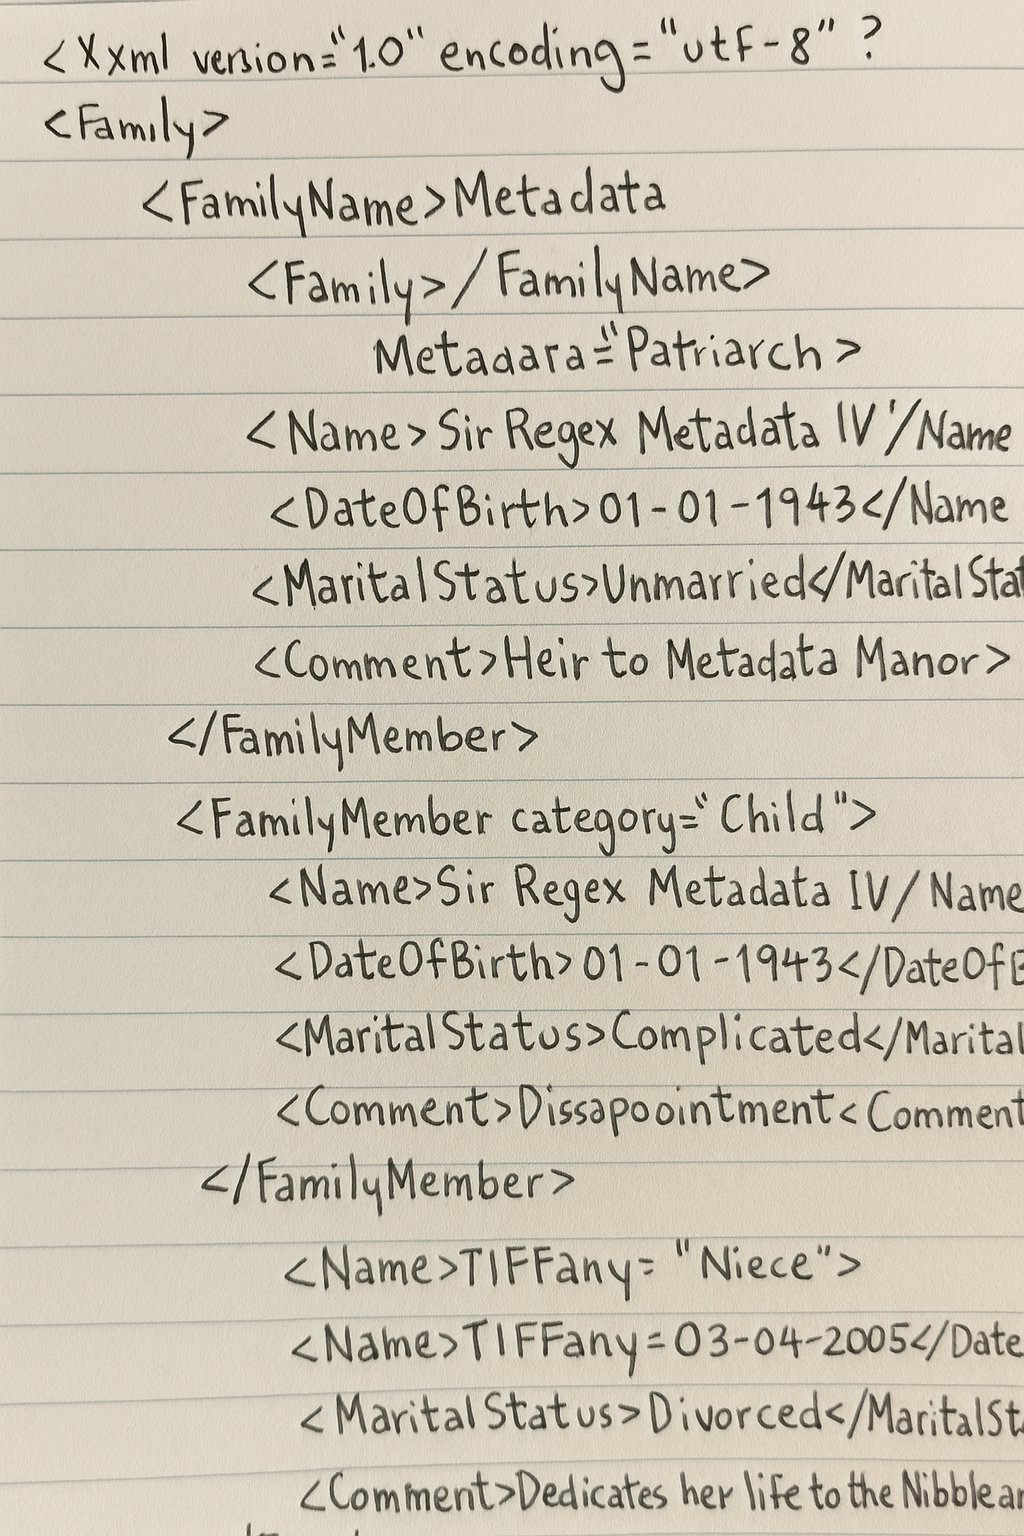 <Xxml version="1.0" encoding="utf-8" ?
<Family>
<FamilyName>Metadata
<Family>/FamilyName>
Metadara="Patriarch>
<Name>Sir Regex Metadata IV'/Name
<DateOfBirth>01-01-1943</Name
<MaritalStatus>Unmarried</MaritalStat
<Comment>Heir to Metadata Manor>
</FamilyMember>
<FamilyMember category="Child">
<Name>Sir Regex Metadata IV/Name
<DateOfBirth>01-01-1943</DateOfB
<MaritalStatus>Complicated</Marital
<Comment>Dissapoointment<Comment
</FamilyMember>
<Name>TIFFany= "Niece">
<Name>TIFFany=03-04-2005</Date
<MaritalStatus>Divorced</MaritalSt
<Comment>Dedicates her life to the Nibble ar